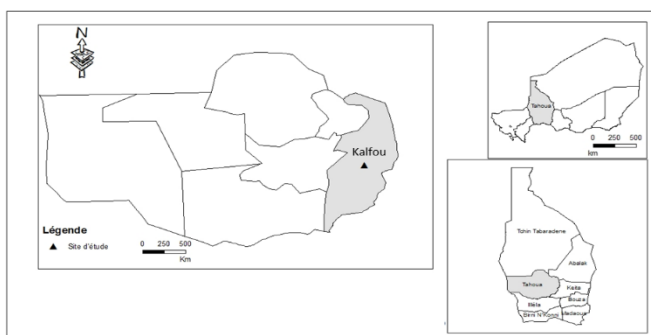 N
Kalfou
Légende
Site d'étude
0 250 500
Km
Tahoua
0 250 500
km
Tchin Tabaradene
Abalak
Tahoua
Keita
Illéla
Bouza
Birni N'Konni
Madaoua